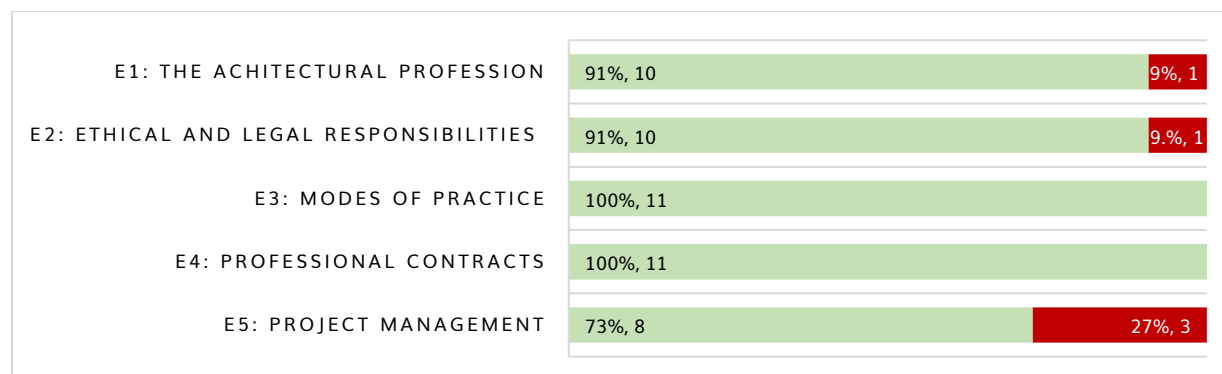 E1: THE ACHITECTURAL PROFESSION 91%, 10 9%, 1
E2: ETHICAL AND LEGAL RESPONSIBILITIES 91%, 10 9.%, 1
E3: MODES OF PRACTICE 100%, 11
E4: PROFESSIONAL CONTRACTS 100%, 11
E5: PROJECT MANAGEMENT 73%, 8 27%, 3